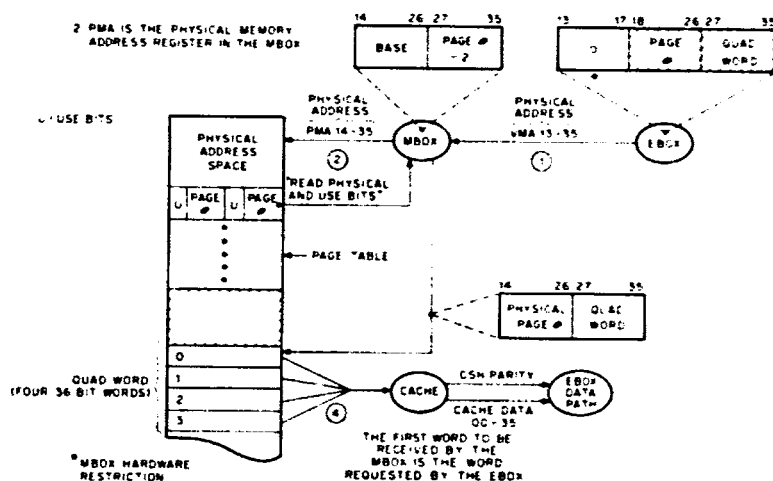 2 PMA IS THE PHYSICAL MEMORY
ADDRESS REGISTER IN THE MBOX
14 26 27 35
BASE
PAGE #
÷2
13 17 18 26 27 35
PAGE
#
QUAD
WORD
USE BITS
PHYSICAL
ADDRESS
PMA 14-35
2
MBOX
PHYSICAL
ADDRESS
VMA 13-35
1
EBOX
PHYSICAL
ADDRESS
SPACE
"READ PHYSICAL
AND USE BITS"
U PAGE # U PAGE #
PAGE TABLE
14 26 27 35
PHYSICAL
PAGE #
QUAD
WORD
QUAD WORD
(FOUR 36 BIT WORDS)
0
1
2
3
4
CACHE
CSH PARITY
CACHE DATA
00-35
EBOX
DATA
PATH
THE FIRST WORD TO BE
RECEIVED BY THE
MBOX IS THE WORD
REQUESTED BY THE EBOX
*MBOX HARDWARE
RESTRICTION